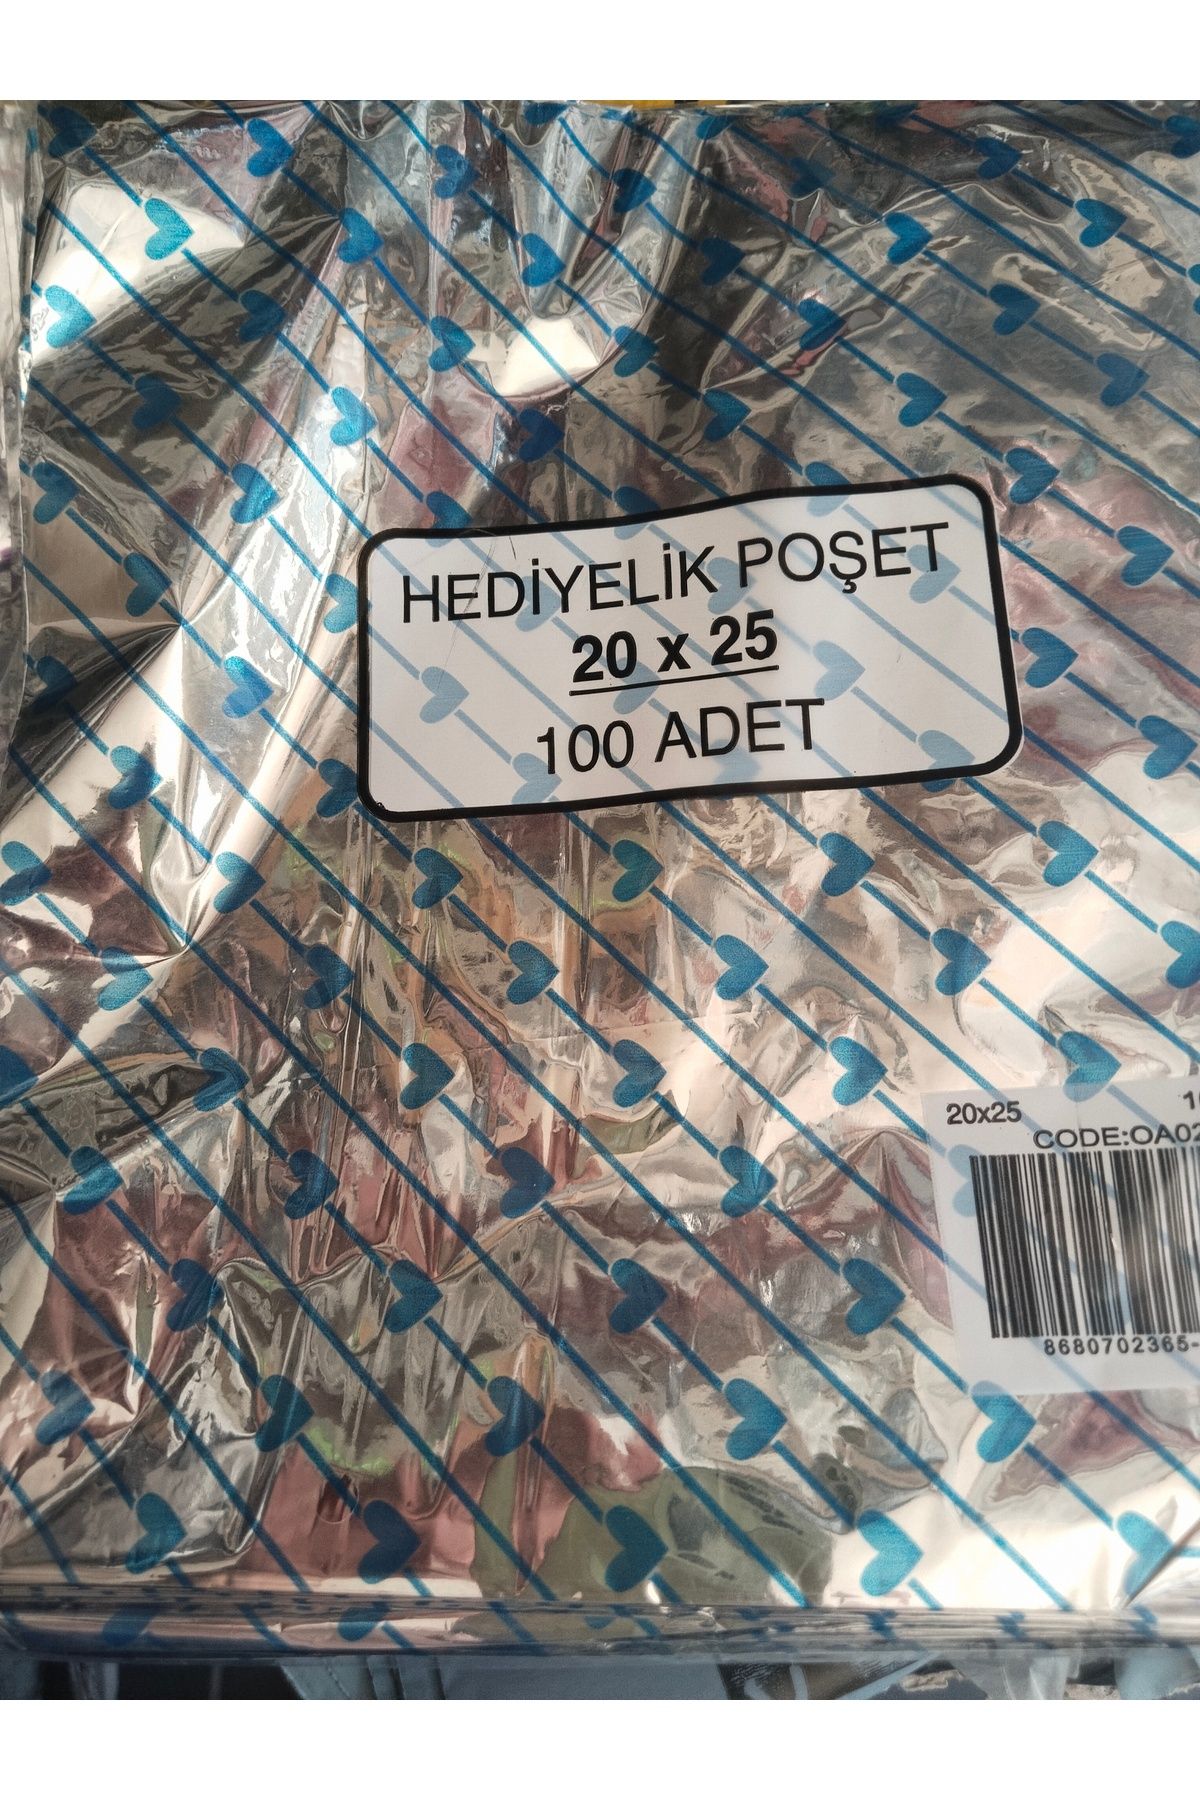 HEDİYELİK POŞET
20 x 25
100 ADET
20x25
CODE:OA02
8680702365-